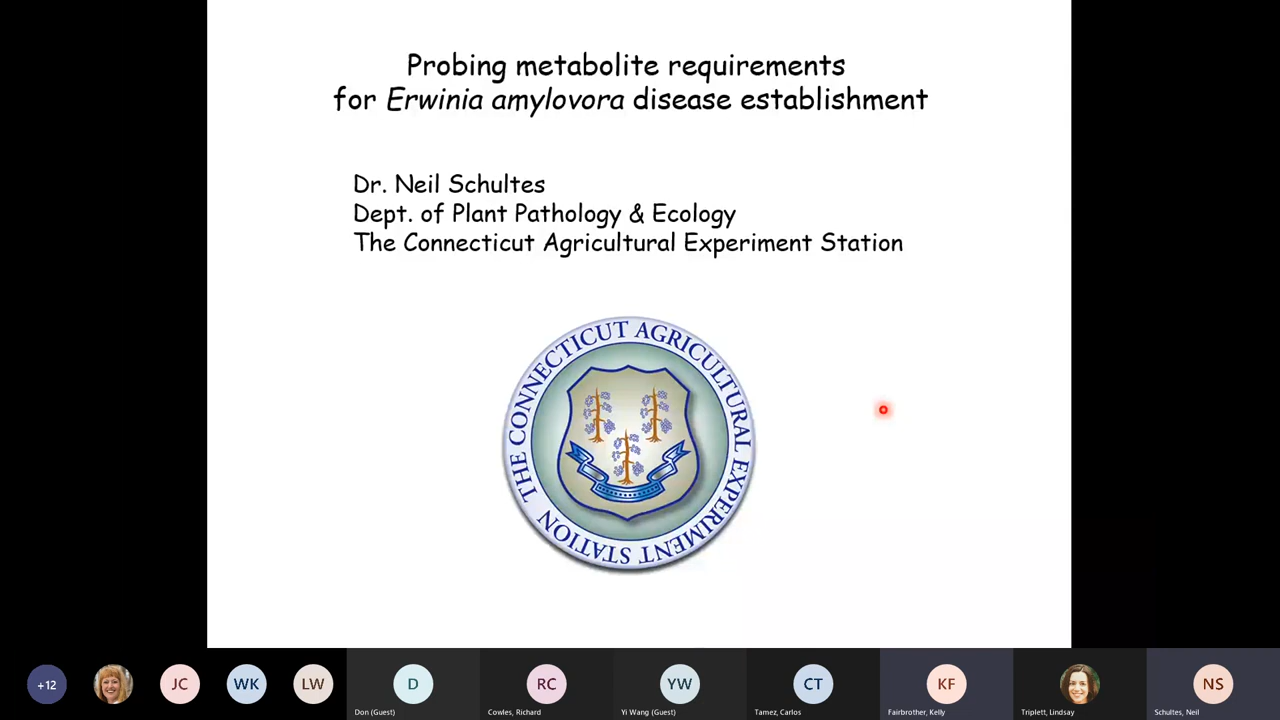 Probing metabolite requirements
for Erwinia amylovora disease establishment
Dr. Neil Schultes
Dept. of Plant Pathology & Ecology
The Connecticut Agricultural Experiment Station
THE CONNECTICUT AGRICULTURAL EXPERIMENT STATION
+12
JC
WK
LW
D
RC
YW
CT
KF
NS
Don (Guest)
Cowles, Richard
Yi Wang (Guest)
Tamez, Carlos
Fairbrother, Kelly
Triplett, Lindsay
Schultes, Neil